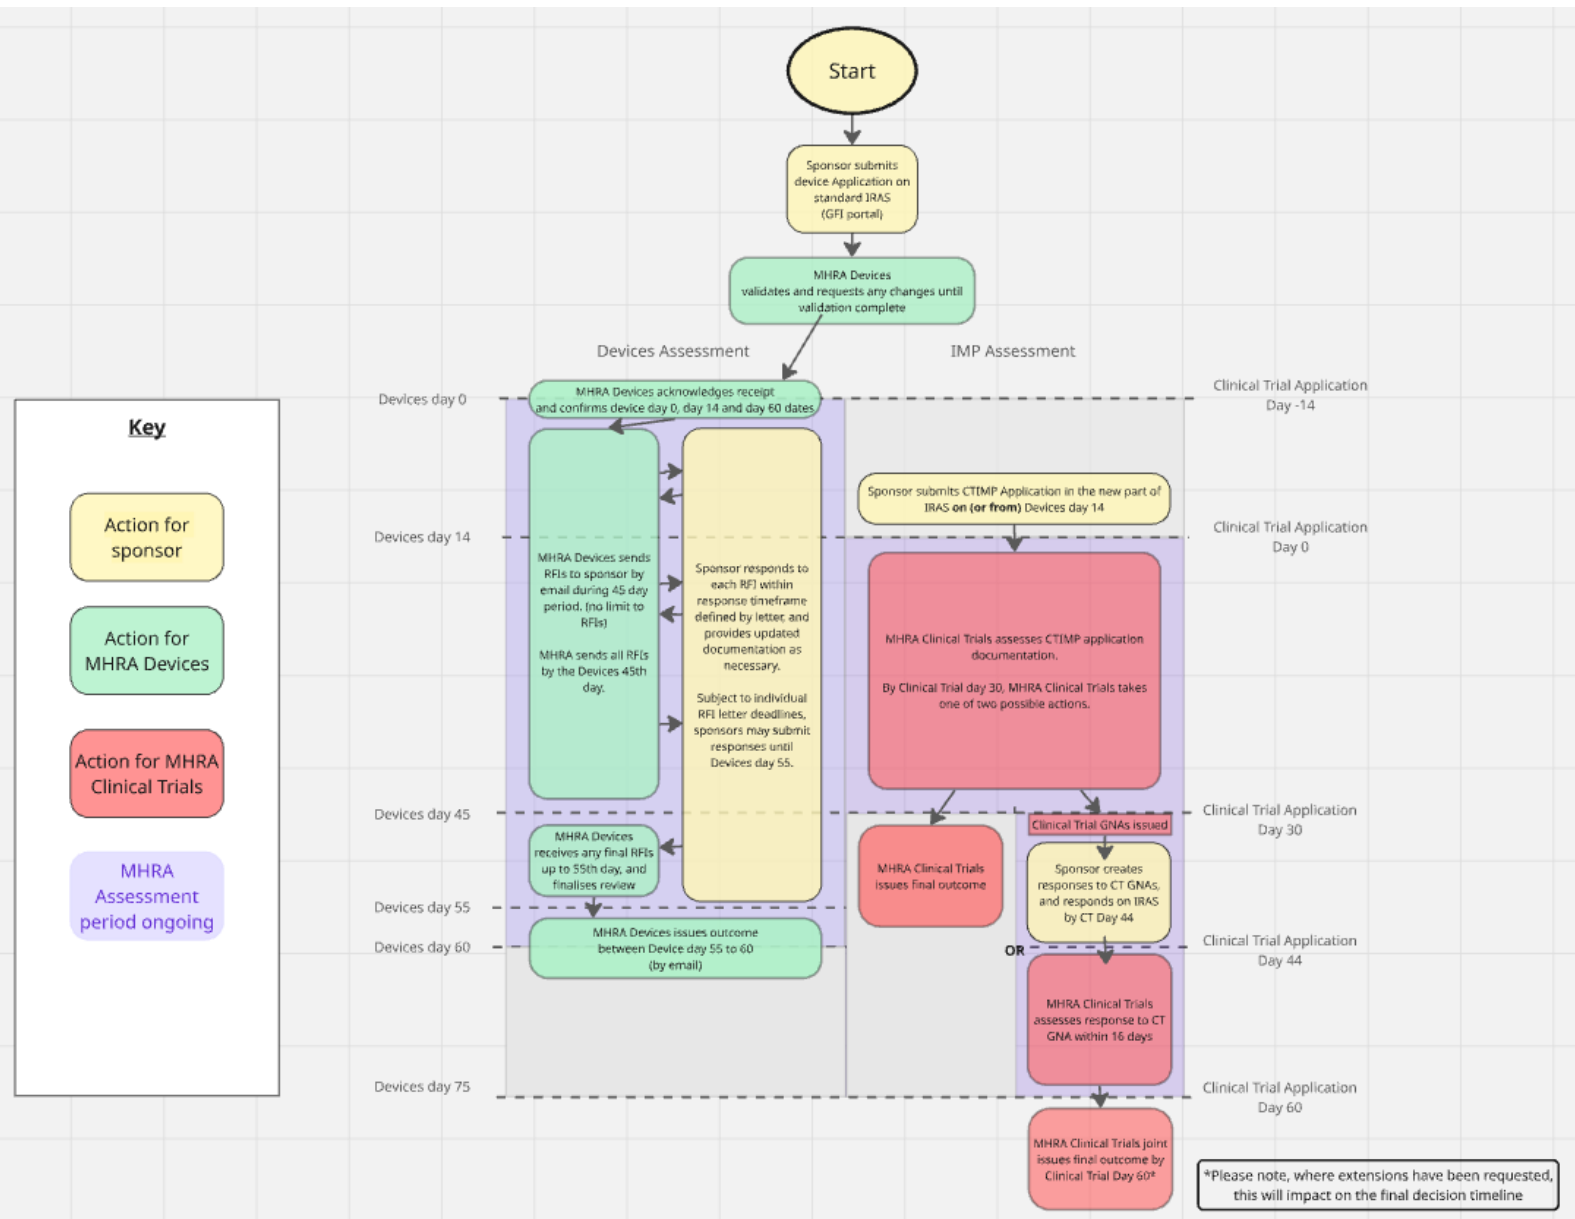 Start
Sponsor submits
device Application on
standard IRAS
(GFI portal)
MHRA Devices
validates and requests any changes until
validation complete
Devices Assessment
IMP Assessment
Devices day 0
MHRA Devices acknowledges receipt
and confirms device day 0, day 14 and day 60 dates
Clinical Trial Application
Day -14
Key
Action for
sponsor
Action for
MHRA Devices
Action for MHRA
Clinical Trials
MHRA
Assessment
period ongoing
Sponsor submits CTIMP Application in the new part of
IRAS on (or from) Devices day 14
Devices day 14
Clinical Trial Application
Day 0
MHRA Devices sends
RFIs to sponsor by
email during 45 day
period. (no limit to
RFIs)
MHRA sends all RFIs
by the Devices 45th
day.
Sponsor responds to
each RFI within
response timeframe
defined by letter, and
provides updated
documentation as
necessary.
Subject to individual
RFI letter deadlines,
sponsors may submit
responses until
Devices day 55.
MHRA Clinical Trials assesses CTIMP application
documentation.
By Clinical Trial day 30, MHRA Clinical Trials takes
one of two possible actions.
Devices day 45
Clinical Trial Application
Day 30
MHRA Devices
receives any final RFIs
up to 55th day, and
finalises review
MHRA Clinical Trials
issues final outcome
Clinical Trial GNAs issued
Sponsor creates
responses to CT GNAs,
and responds on IRAS
by CT Day 44
Devices day 55
MHRA Devices issues outcome
between Device day 55 to 60
(by email)
Devices day 60
OR
Clinical Trial Application
Day 44
MHRA Clinical Trials
assesses response to CT
GNA within 16 days
Devices day 75
Clinical Trial Application
Day 60
MHRA Clinical Trials joint
issues final outcome by
Clinical Trial Day 60*
*Please note, where extensions have been requested,
this will impact on the final decision timeline